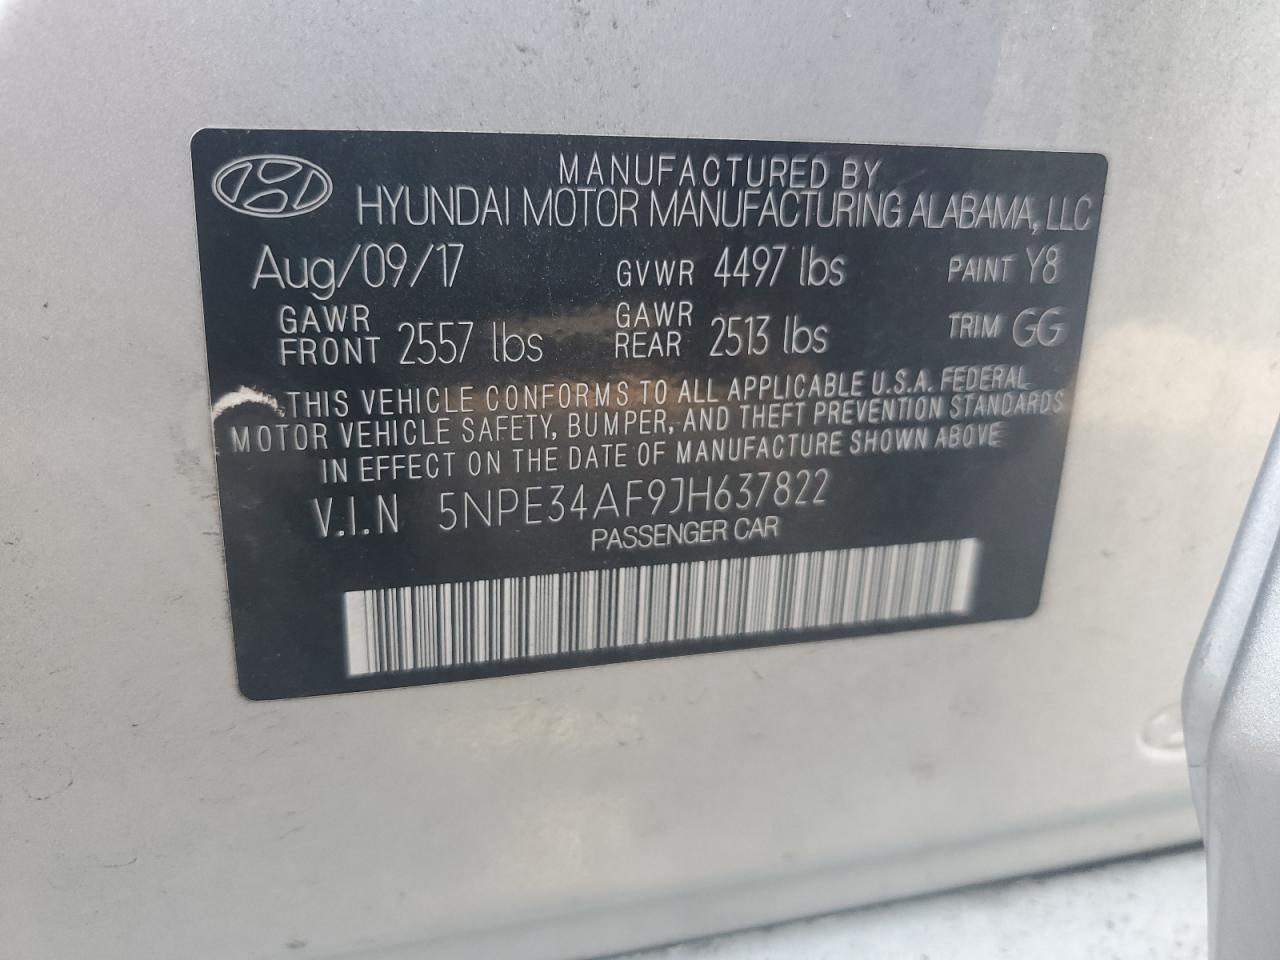 MANUFACTURED BY
HYUNDAI MOTOR MANUFACTURING ALABAMA, LLC
Aug/09/17 GVWR 4497 lbs PAINT Y8
GAWR FRONT 2557 lbs GAWR REAR 2513 lbs TRIM GG
THIS VEHICLE CONFORMS TO ALL APPLICABLE U.S.A. FEDERAL
MOTOR VEHICLE SAFETY, BUMPER, AND THEFT PREVENTION STANDARDS
IN EFFECT ON THE DATE OF MANUFACTURE SHOWN ABOVE
V.I.N 5NPE34AF9JH637822
PASSENGER CAR